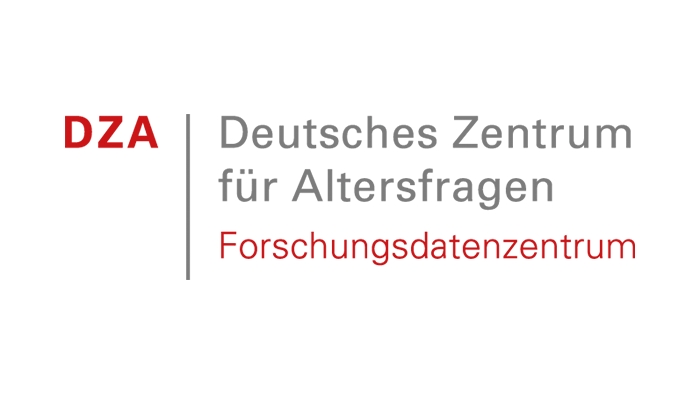 DZA
Deutsches Zentrum
für Altersfragen
Forschungsdatenzentrum